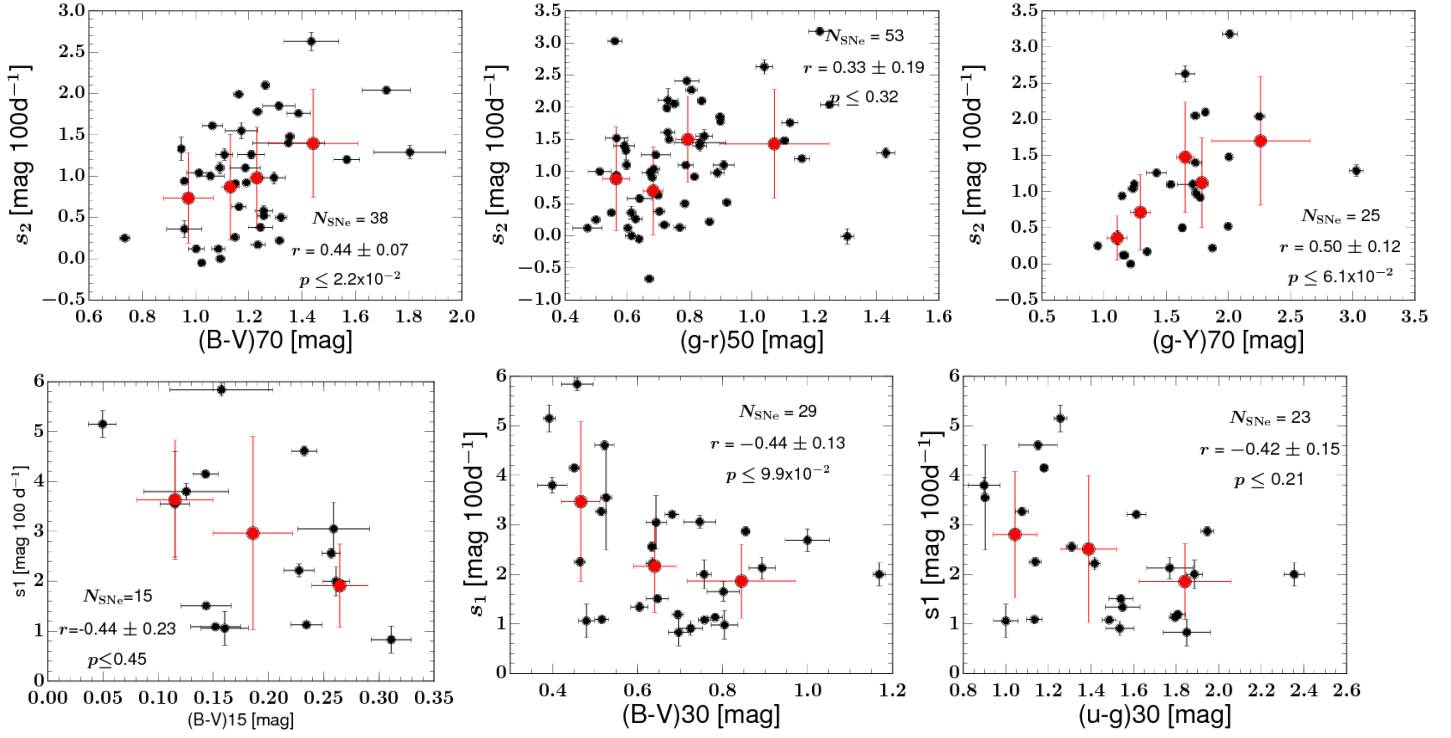 3.0
2.5
2.0
1.5
1.0
0.5
0.0
−0.5
s₂ [mag 100d⁻¹]
N_SNe = 38
r = 0.44 ± 0.07
p ≤ 2.2x10⁻²
0.6 0.8 1.0 1.2 1.4 1.6 1.8 2.0
(B-V)70 [mag]
3.5
3.0
2.5
2.0
1.5
1.0
0.5
0.0
−0.5
−1.0
s₂ [mag 100d⁻¹]
N_SNe = 53
r = 0.33 ± 0.19
p ≤ 0.32
0.4 0.6 0.8 1.0 1.2 1.4 1.6
(g-r)50 [mag]
3.5
3.0
2.5
2.0
1.5
1.0
0.5
0.0
−0.5
s₂ [mag 100d⁻¹]
N_SNe = 25
r = 0.50 ± 0.12
p ≤ 6.1x10⁻²
0.5 1.0 1.5 2.0 2.5 3.0 3.5
(g-Y)70 [mag]
6
5
4
3
2
1
0
s1 [mag 100 d⁻¹]
N_SNe=15
r=-0.44 ± 0.23
p≤0.45
0.00 0.05 0.10 0.15 0.20 0.25 0.30 0.35
(B-V)15 [mag]
6
5
4
3
2
1
0
s₁ [mag 100d⁻¹]
N_SNe = 29
r = −0.44 ± 0.13
p ≤ 9.9x10⁻²
0.4 0.6 0.8 1.0 1.2
(B-V)30 [mag]
6
5
4
3
2
1
0
s1 [mag 100d⁻¹]
N_SNe = 23
r = −0.42 ± 0.15
p ≤ 0.21
0.8 1.0 1.2 1.4 1.6 1.8 2.0 2.2 2.4 2.6
(u-g)30 [mag]